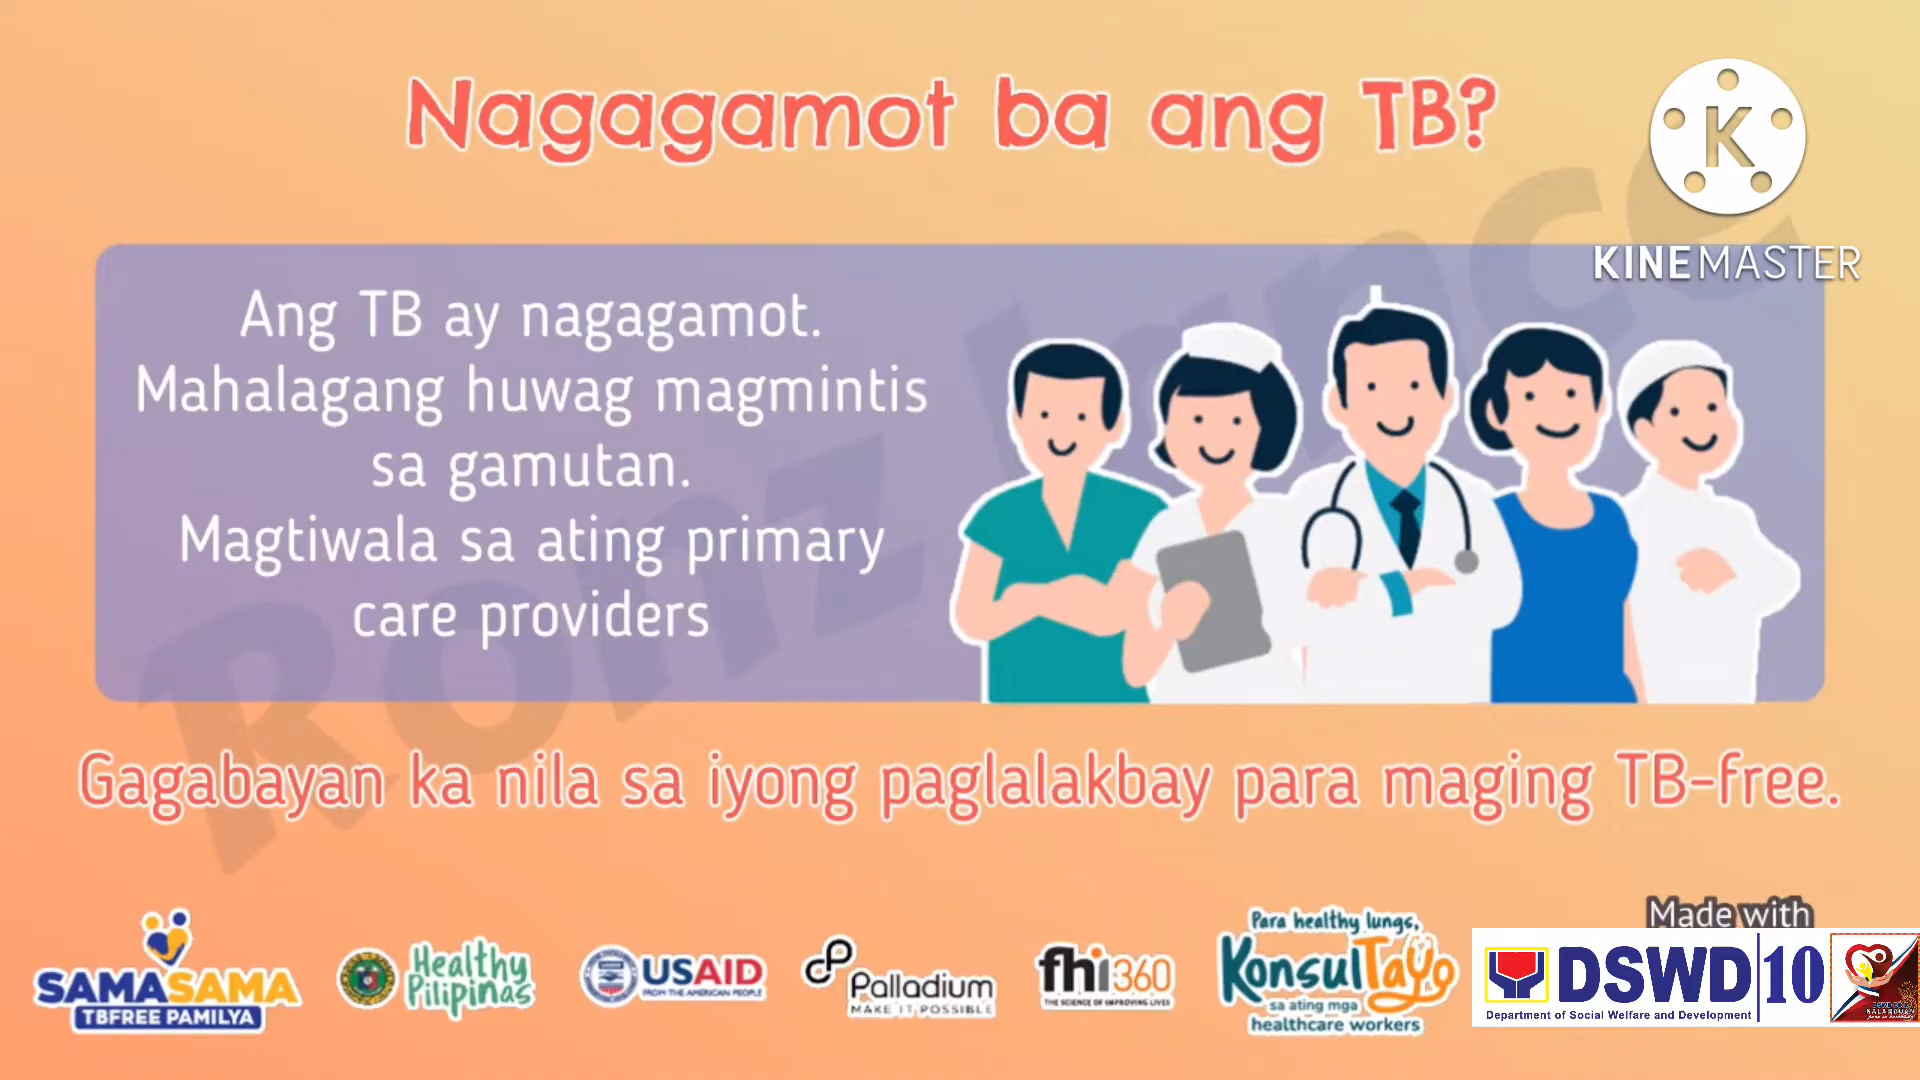 Nagagamot ba ang TB?
K
KINEMASTER
Ang TB ay nagagamot.
Mahalagang huwag magmintis
sa gamutan.
Magtiwala sa ating primary
care providers
Ronz Lance
Gagabayan ka nila sa iyong paglalakbay para maging TB-free.
SAMASAMA
TBFREE PAMILYA
Healthy
Pilipinas
USAID
FROM THE AMERICAN PEOPLE
Palladium
MAKE IT POSSIBLE
fhi360
THE SCIENCE OF IMPROVING LIVES
Para healthy lungs,
KonsulTayo
sa ating mga
healthcare workers
Made with
DSWD 10
Department of Social Welfare and Development